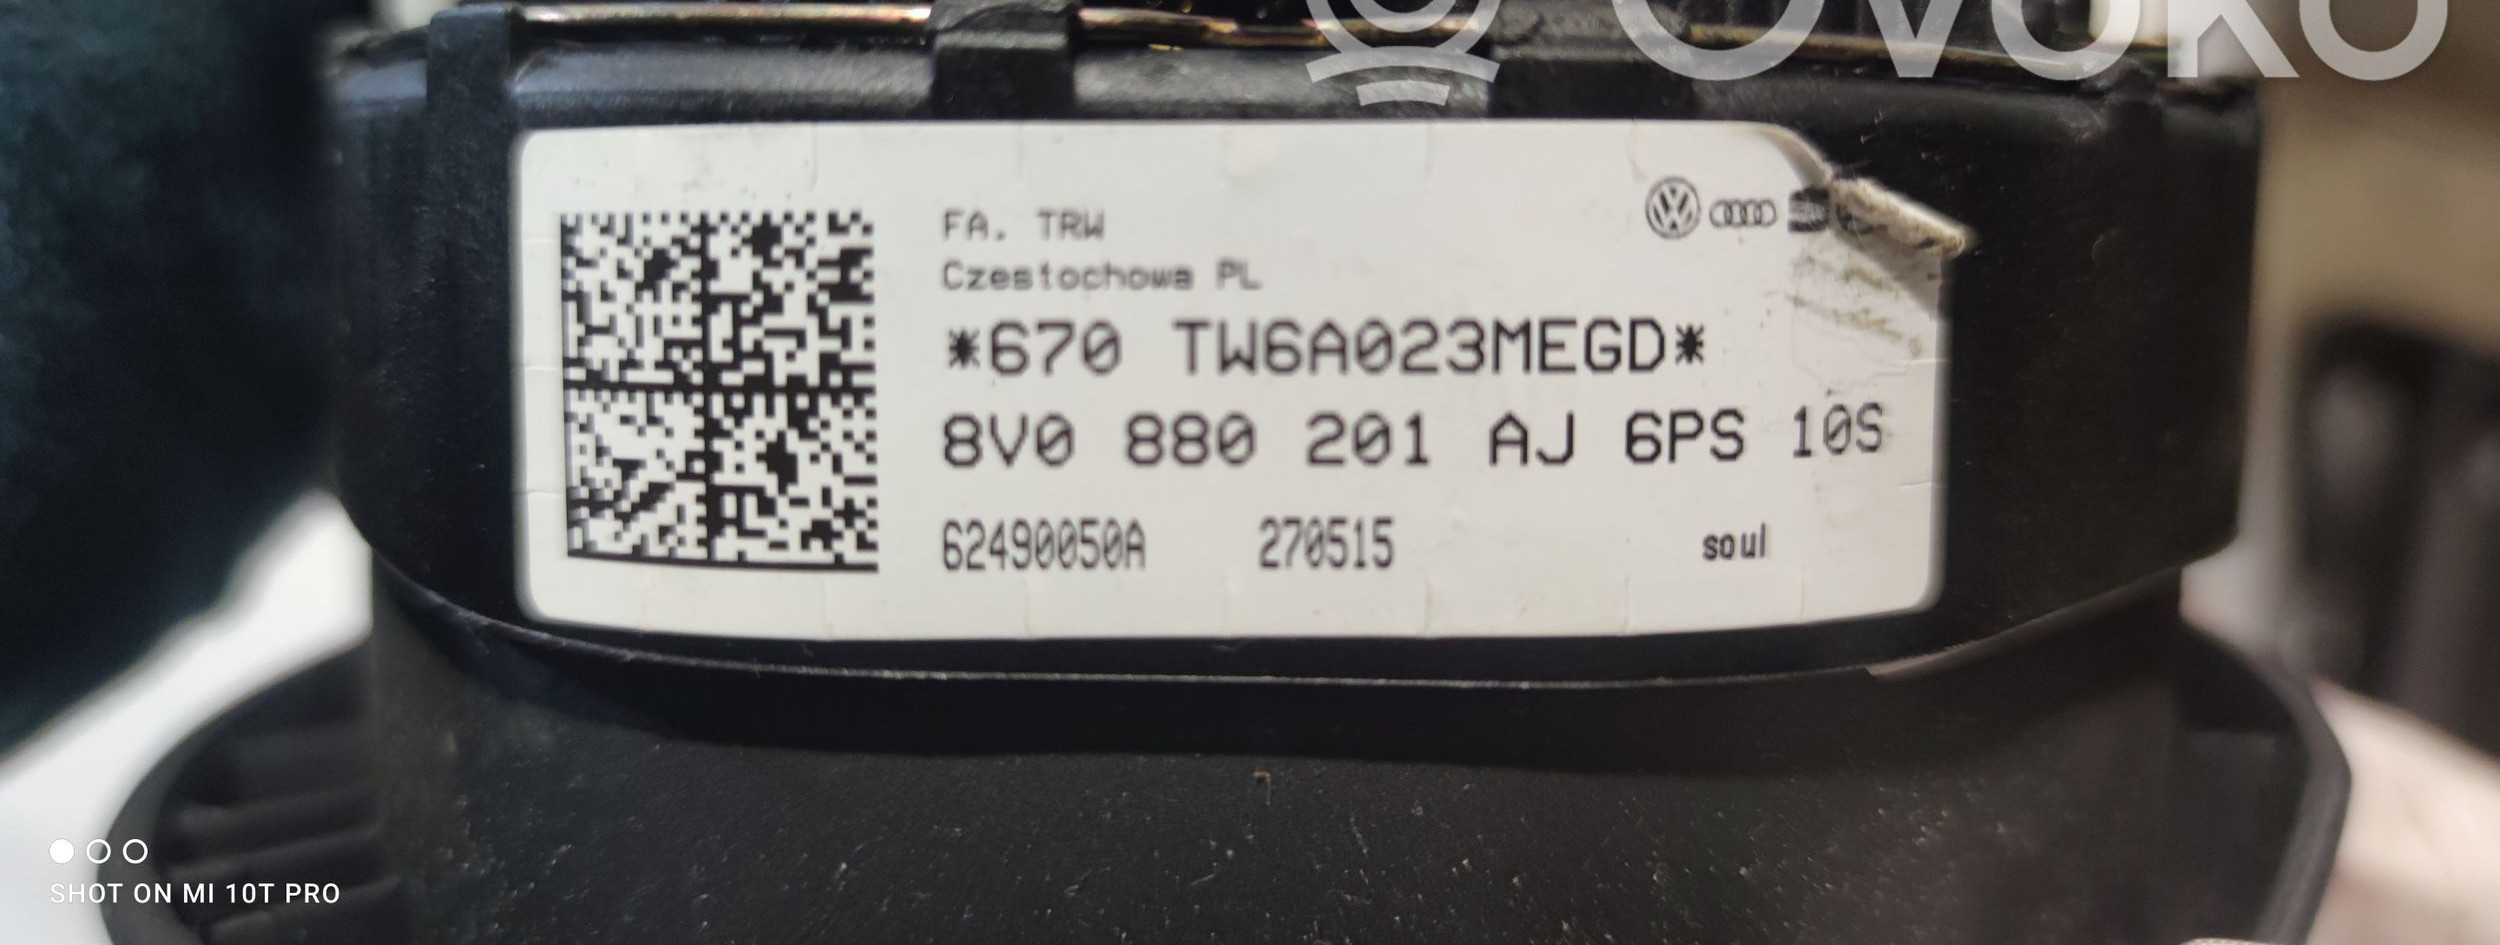 OVOKO
FA. TRW
Czestochowa PL
*670 TW6A023MEGD*
8V0 880 201 AJ 6PS 10S
62490050A 270515 soul
SHOT ON MI 10T PRO